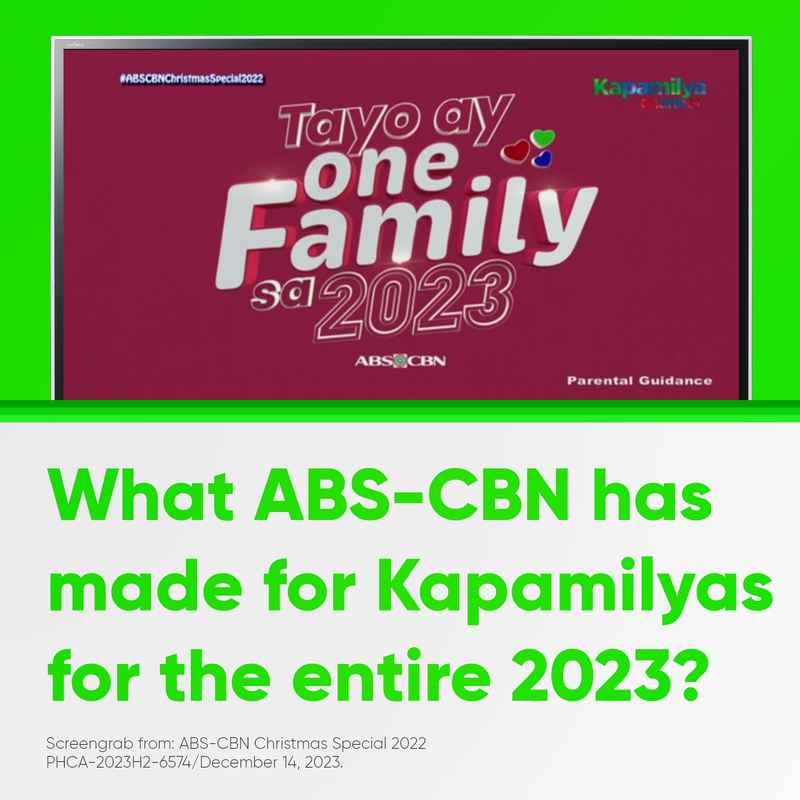 #ABSCBNChristmasSpecial2022
Kapamilya
Tayo ay
one
Family
sa 2023
ABS CBN
Parental Guidance
What ABS-CBN has
made for Kapamilyas
for the entire 2023?
Screengrab from: ABS-CBN Christmas Special 2022
PHCA-2023H2-6574/December 14, 2023.